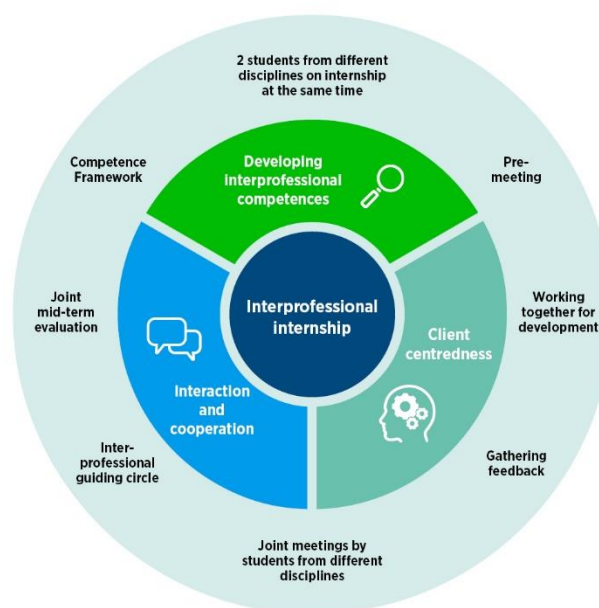 2 students from different
disciplines on internship
at the same time
Competence
Framework
Developing
interprofessional
competences
Pre-
meeting
Joint
mid-term
evaluation
Interprofessional
internship
Working
together for
development
Client
centredness
Interaction
and
cooperation
Inter-
professional
guiding circle
Gathering
feedback
Joint meetings by
students from different
disciplines